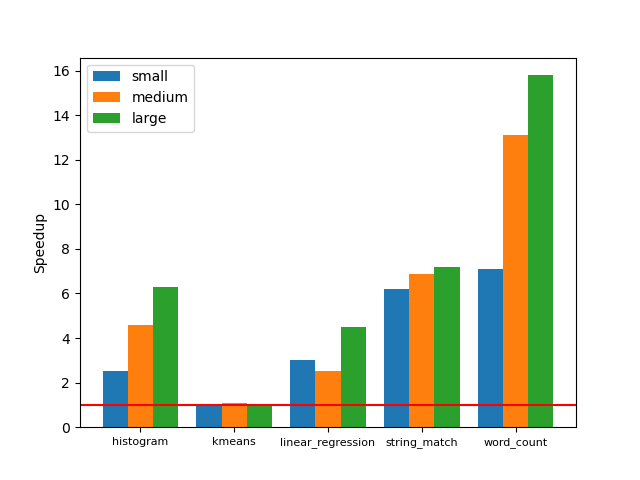 small
medium
large
16
14
12
10
8
6
4
2
0
Speedup
histogram
kmeans
linear_regression
string_match
word_count